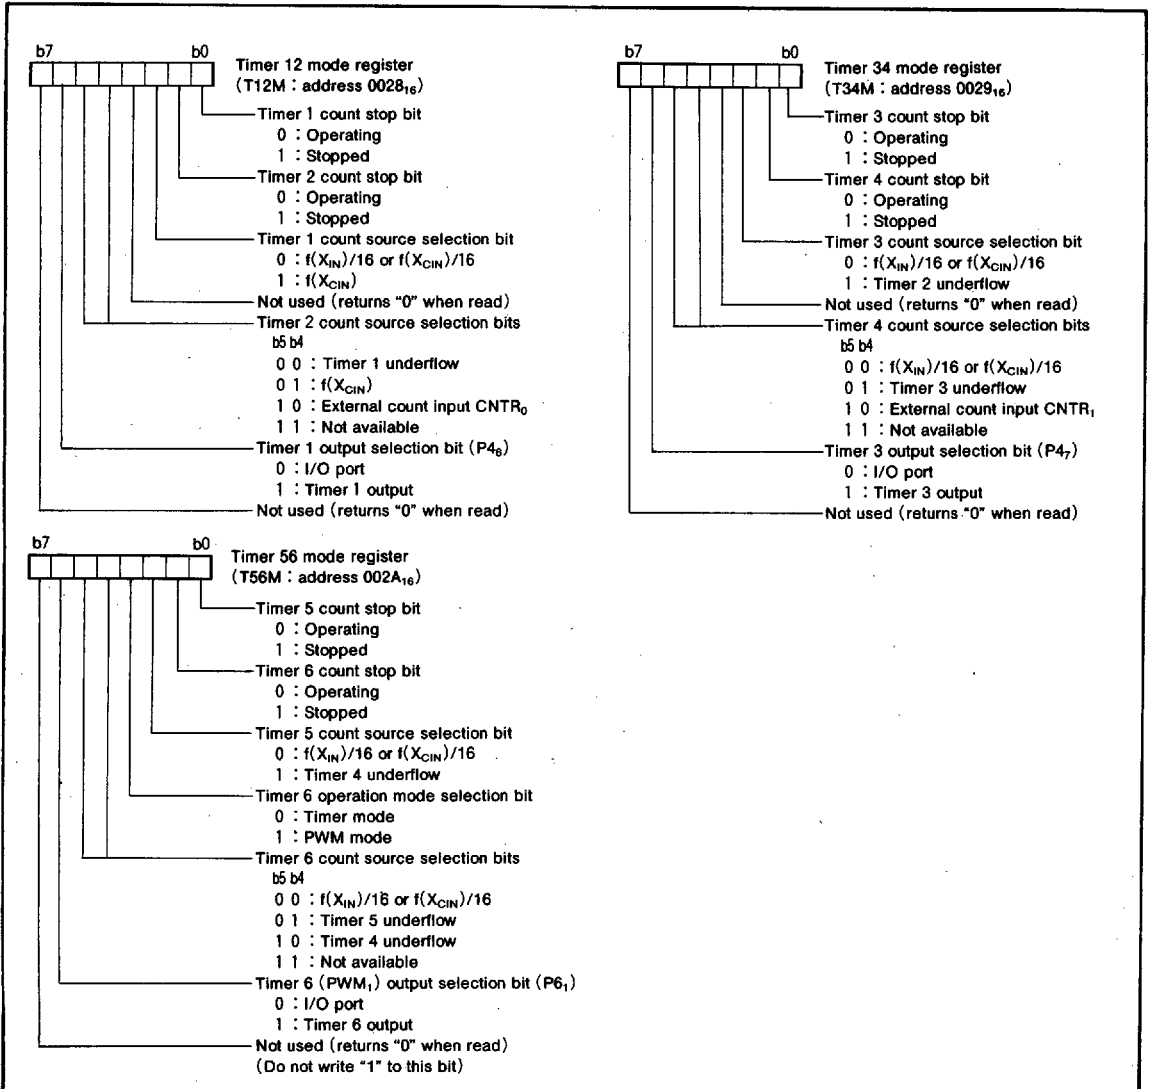 b7 b0
Timer 12 mode register
(T12M : address 0028₁₆)
Timer 1 count stop bit
0 : Operating
1 : Stopped
Timer 2 count stop bit
0 : Operating
1 : Stopped
Timer 1 count source selection bit
0 : f(X_IN)/16 or f(X_CIN)/16
1 : f(X_CIN)
Not used (returns "0" when read)
Timer 2 count source selection bits
b5 b4
0 0 : Timer 1 underflow
0 1 : f(X_CIN)
1 0 : External count input CNTR₀
1 1 : Not available
Timer 1 output selection bit (P4₆)
0 : I/O port
1 : Timer 1 output
Not used (returns "0" when read)
b7 b0
Timer 34 mode register
(T34M : address 0029₁₆)
Timer 3 count stop bit
0 : Operating
1 : Stopped
Timer 4 count stop bit
0 : Operating
1 : Stopped
Timer 3 count source selection bit
0 : f(X_IN)/16 or f(X_CIN)/16
1 : Timer 2 underflow
Not used (returns "0" when read)
Timer 4 count source selection bits
b5 b4
0 0 : f(X_IN)/16 or f(X_CIN)/16
0 1 : Timer 3 underflow
1 0 : External count input CNTR₁
1 1 : Not available
Timer 3 output selection bit (P4₇)
0 : I/O port
1 : Timer 3 output
Not used (returns "0" when read)
b7 b0
Timer 56 mode register
(T56M : address 002A₁₆)
Timer 5 count stop bit
0 : Operating
1 : Stopped
Timer 6 count stop bit
0 : Operating
1 : Stopped
Timer 5 count source selection bit
0 : f(X_IN)/16 or f(X_CIN)/16
1 : Timer 4 underflow
Timer 6 operation mode selection bit
0 : Timer mode
1 : PWM mode
Timer 6 count source selection bits
b5 b4
0 0 : f(X_IN)/16 or f(X_CIN)/16
0 1 : Timer 5 underflow
1 0 : Timer 4 underflow
1 1 : Not available
Timer 6 (PWM₁) output selection bit (P6₁)
0 : I/O port
1 : Timer 6 output
Not used (returns "0" when read)
(Do not write "1" to this bit)